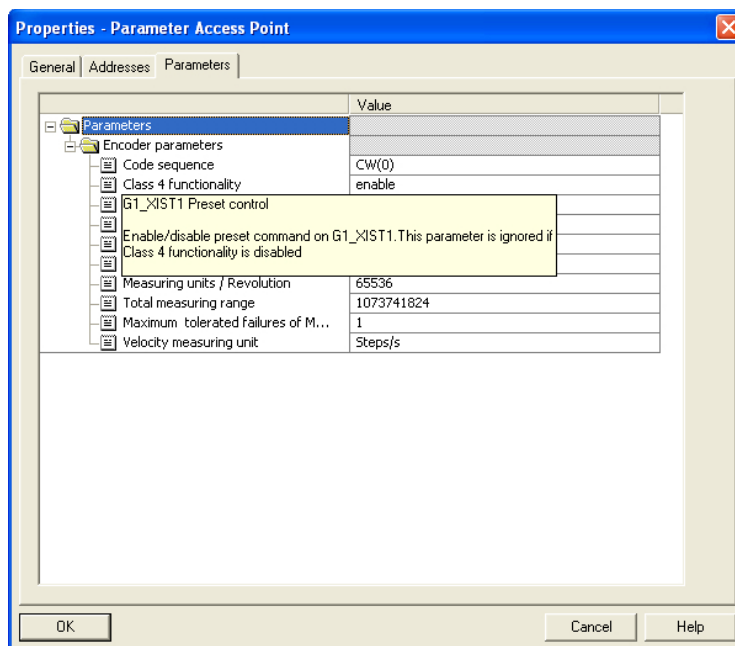 Properties - Parameter Access Point
General Addresses Parameters
Value
Parameters
Encoder parameters
Code sequence CW(0)
Class 4 functionality enable
G1_XIST1 Preset control
Enable/disable preset command on G1_XIST1.This parameter is ignored if
Class 4 functionality is disabled
Measuring units / Revolution 65536
Total measuring range 1073741824
Maximum tolerated failures of M... 1
Velocity measuring unit Steps/s
OK Cancel Help